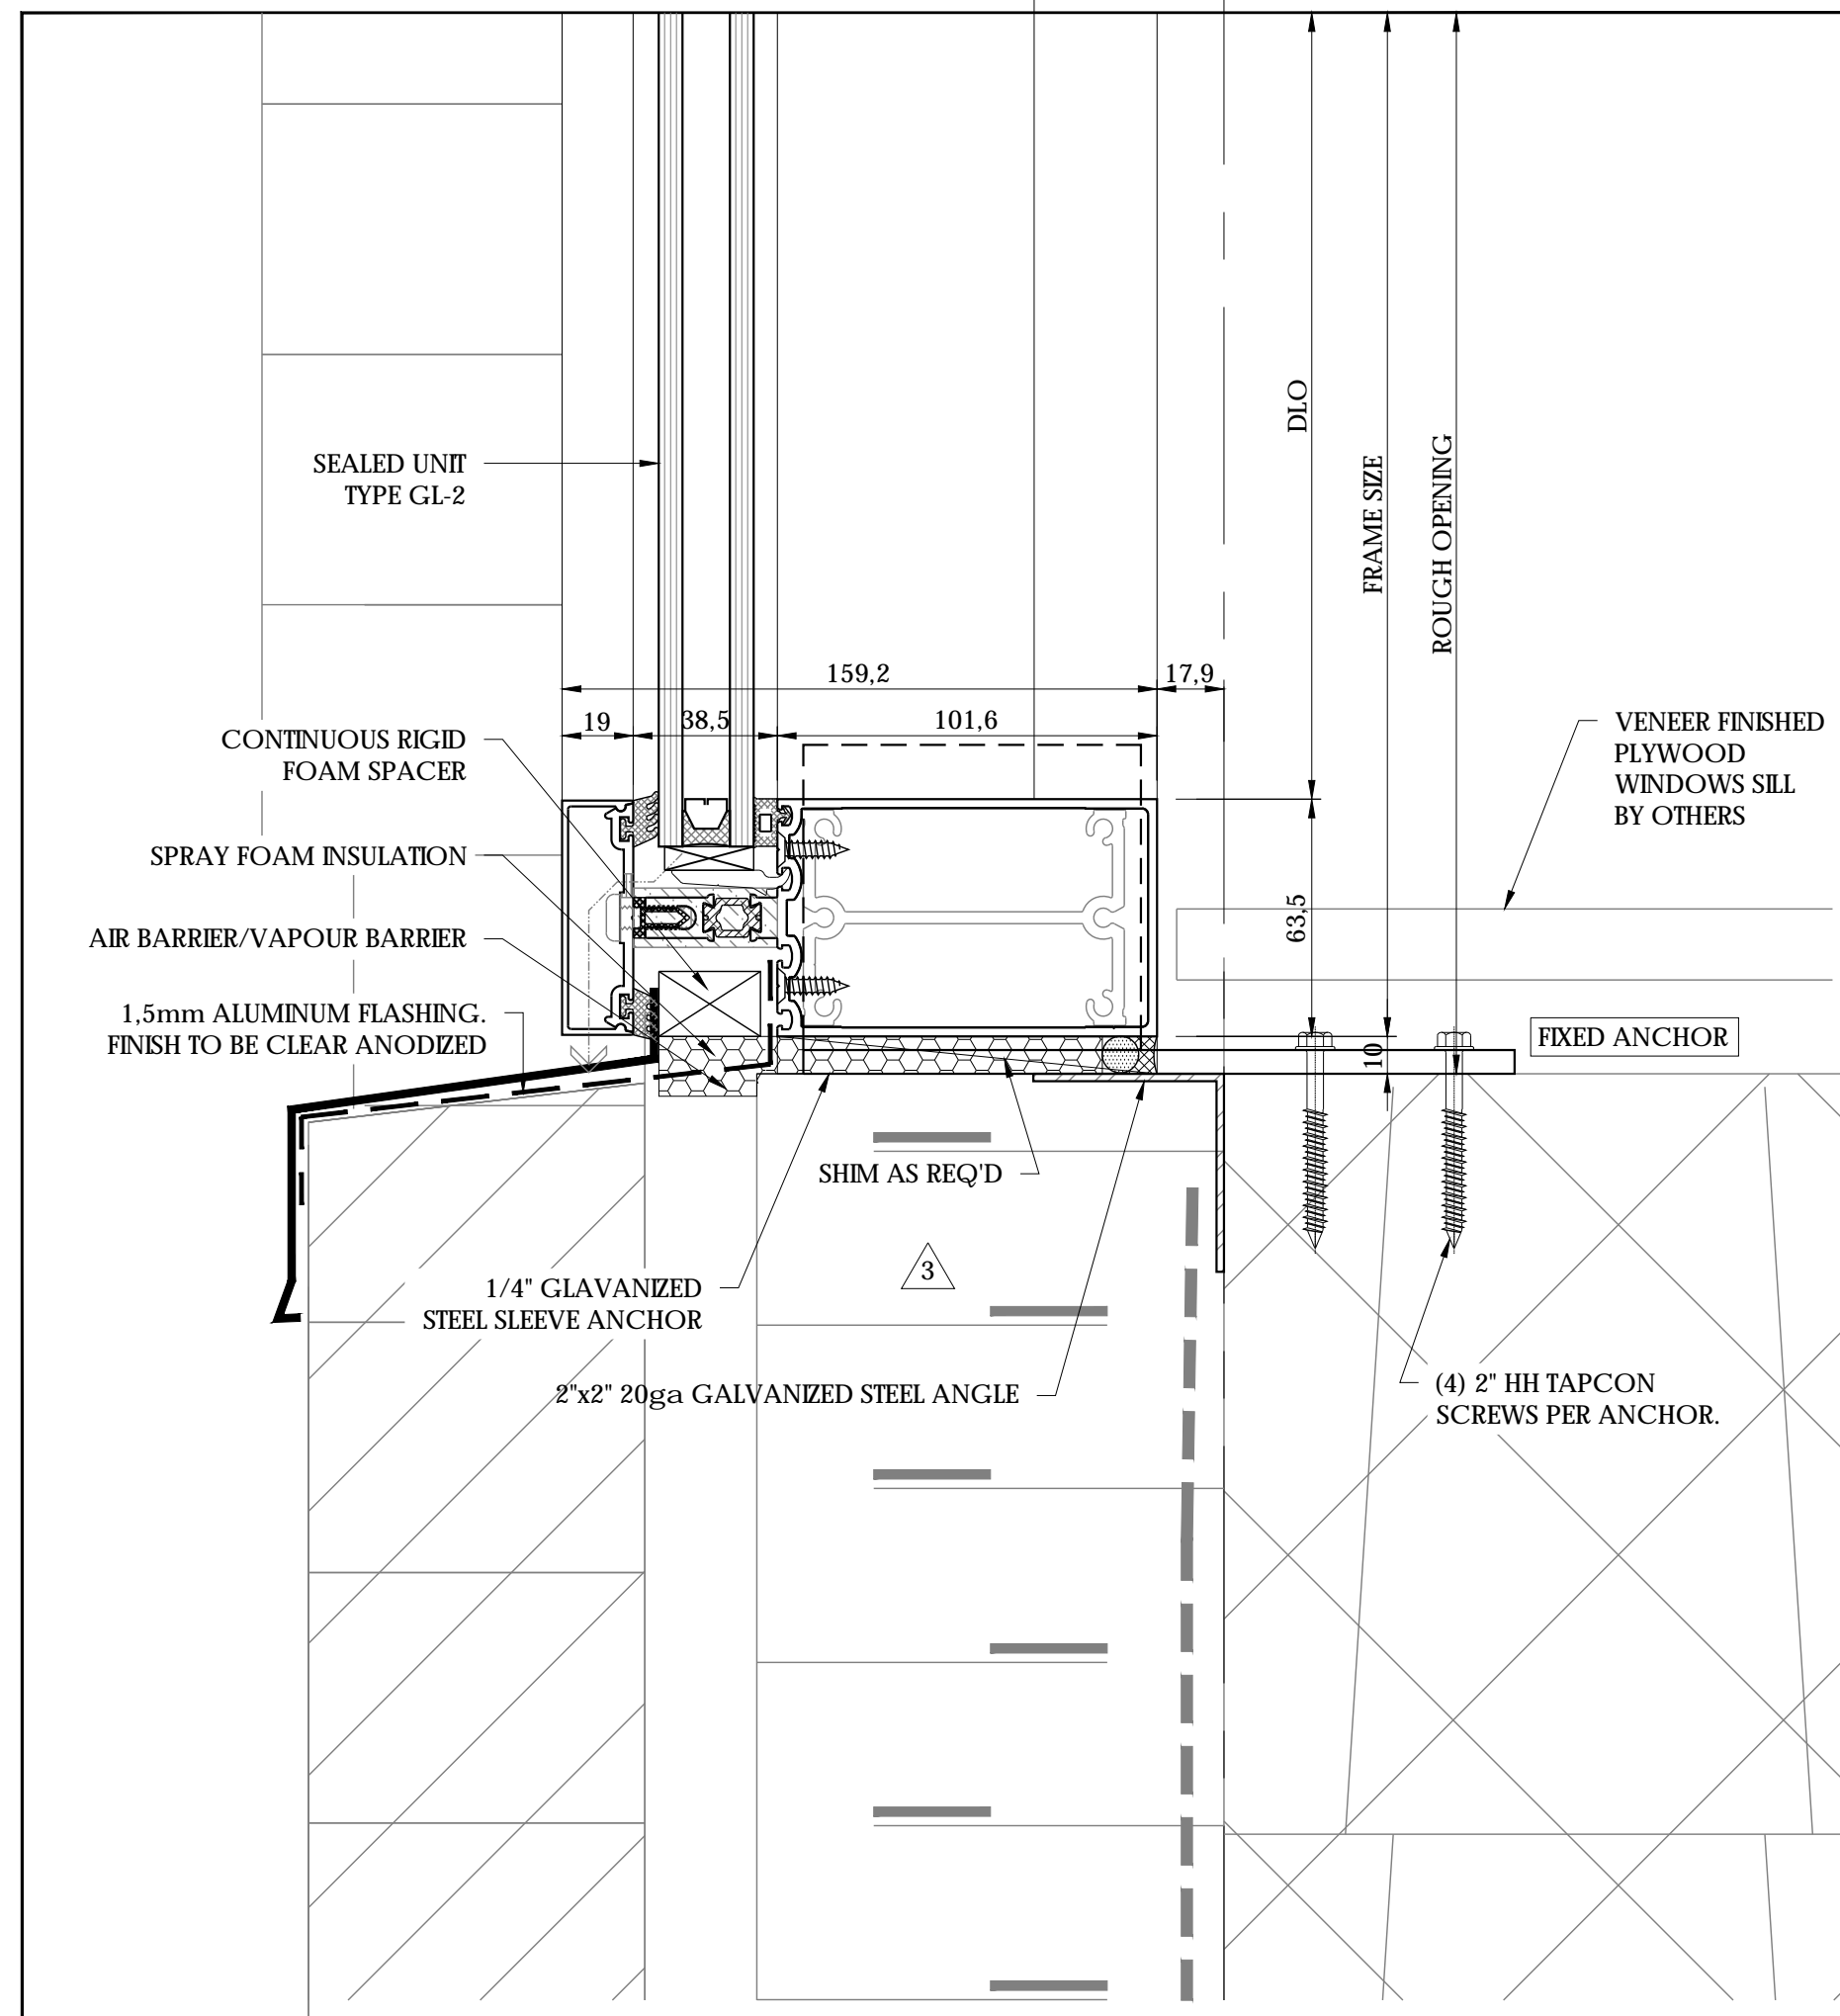 DLO
FRAME SIZE
ROUGH OPENING
SEALED UNIT
TYPE GL-2
159,2
17,9
19
38,5
101,6
CONTINUOUS RIGID
FOAM SPACER
VENEER FINISHED
PLYWOOD
WINDOWS SILL
BY OTHERS
SPRAY FOAM INSULATION
63,5
AIR BARRIER/VAPOUR BARRIER
1,5mm ALUMINUM FLASHING.
FINISH TO BE CLEAR ANODIZED
FIXED ANCHOR
10
SHIM AS REQ'D
3
1/4" GLAVANIZED
STEEL SLEEVE ANCHOR
2"x2" 20ga GALVANIZED STEEL ANGLE
(4) 2" HH TAPCON
SCREWS PER ANCHOR.